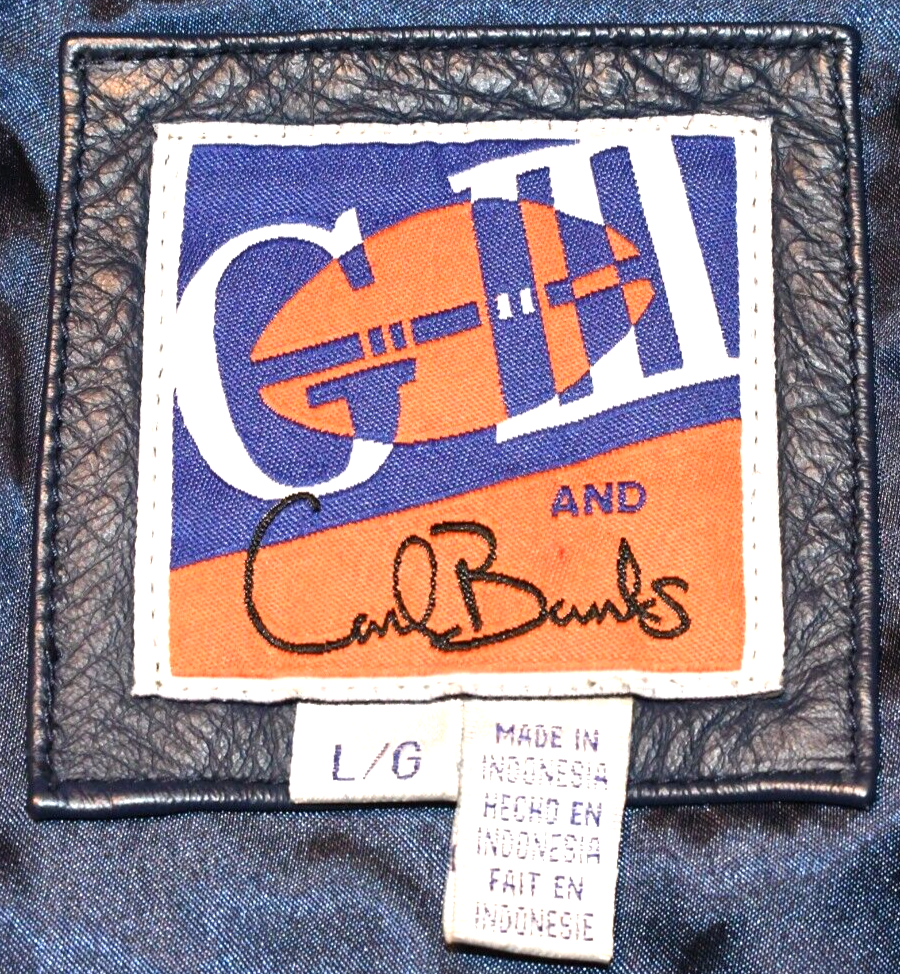 G-III
AND
Carl Banks
L/G
MADE IN
INDONESIA
HECHO EN
INDONESIA
FAIT EN
INDONESIE